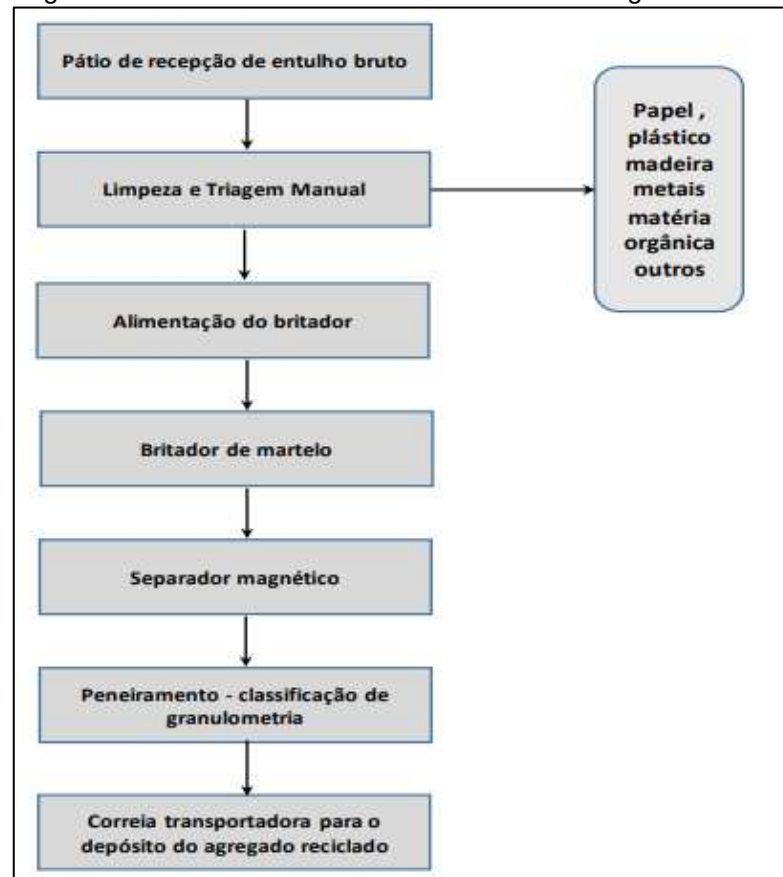 Pátio de recepção de entulho bruto
Limpeza e Triagem Manual
Papel ,
plástico
madeira
metais
matéria
orgânica
outros
Alimentação do britador
Britador de martelo
Separador magnético
Peneiramento - classificação de
granulometria
Correia transportadora para o
depósito do agregado reciclado